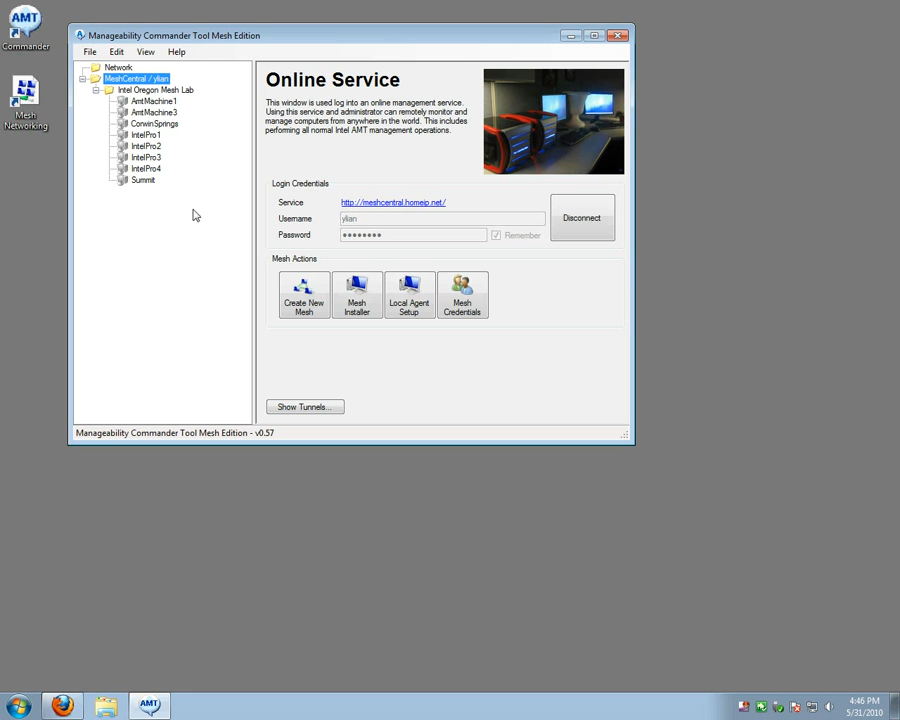 AMT
Commander
Mesh
Networking
Manageability Commander Tool Mesh Edition
File Edit View Help
Network
MeshCentral / ylian
Intel Oregon Mesh Lab
AmtMachine1
AmtMachine3
CorwinSprings
IntelPro1
IntelPro2
IntelPro3
IntelPro4
Summit
Online Service
This window is used log into an online management service.
Using this service and administrator can remotely monitor and
manage computers from anywhere in the world. This includes
performing all normal Intel AMT management operations.
Login Credentials
Service http://meshcentral.homeip.net/
Username ylian
Password ●●●●●●●●
Remember
Disconnect
Mesh Actions
Create New
Mesh
Mesh
Installer
Local Agent
Setup
Mesh
Credentials
Show Tunnels...
Manageability Commander Tool Mesh Edition - v0.57
AMT
4:46 PM
5/31/2010